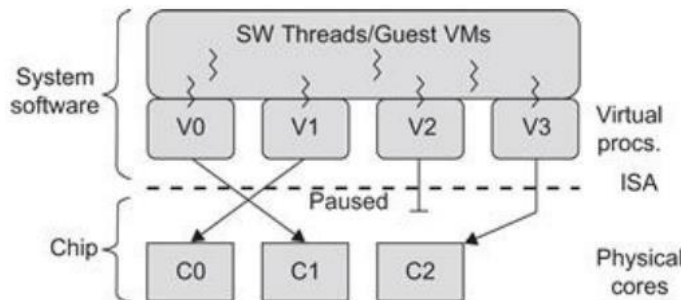 SW Threads/Guest VMs
System
software
V0 V1 V2 V3
Virtual
procs.
ISA
Paused
Chip
C0 C1 C2
Physical
cores